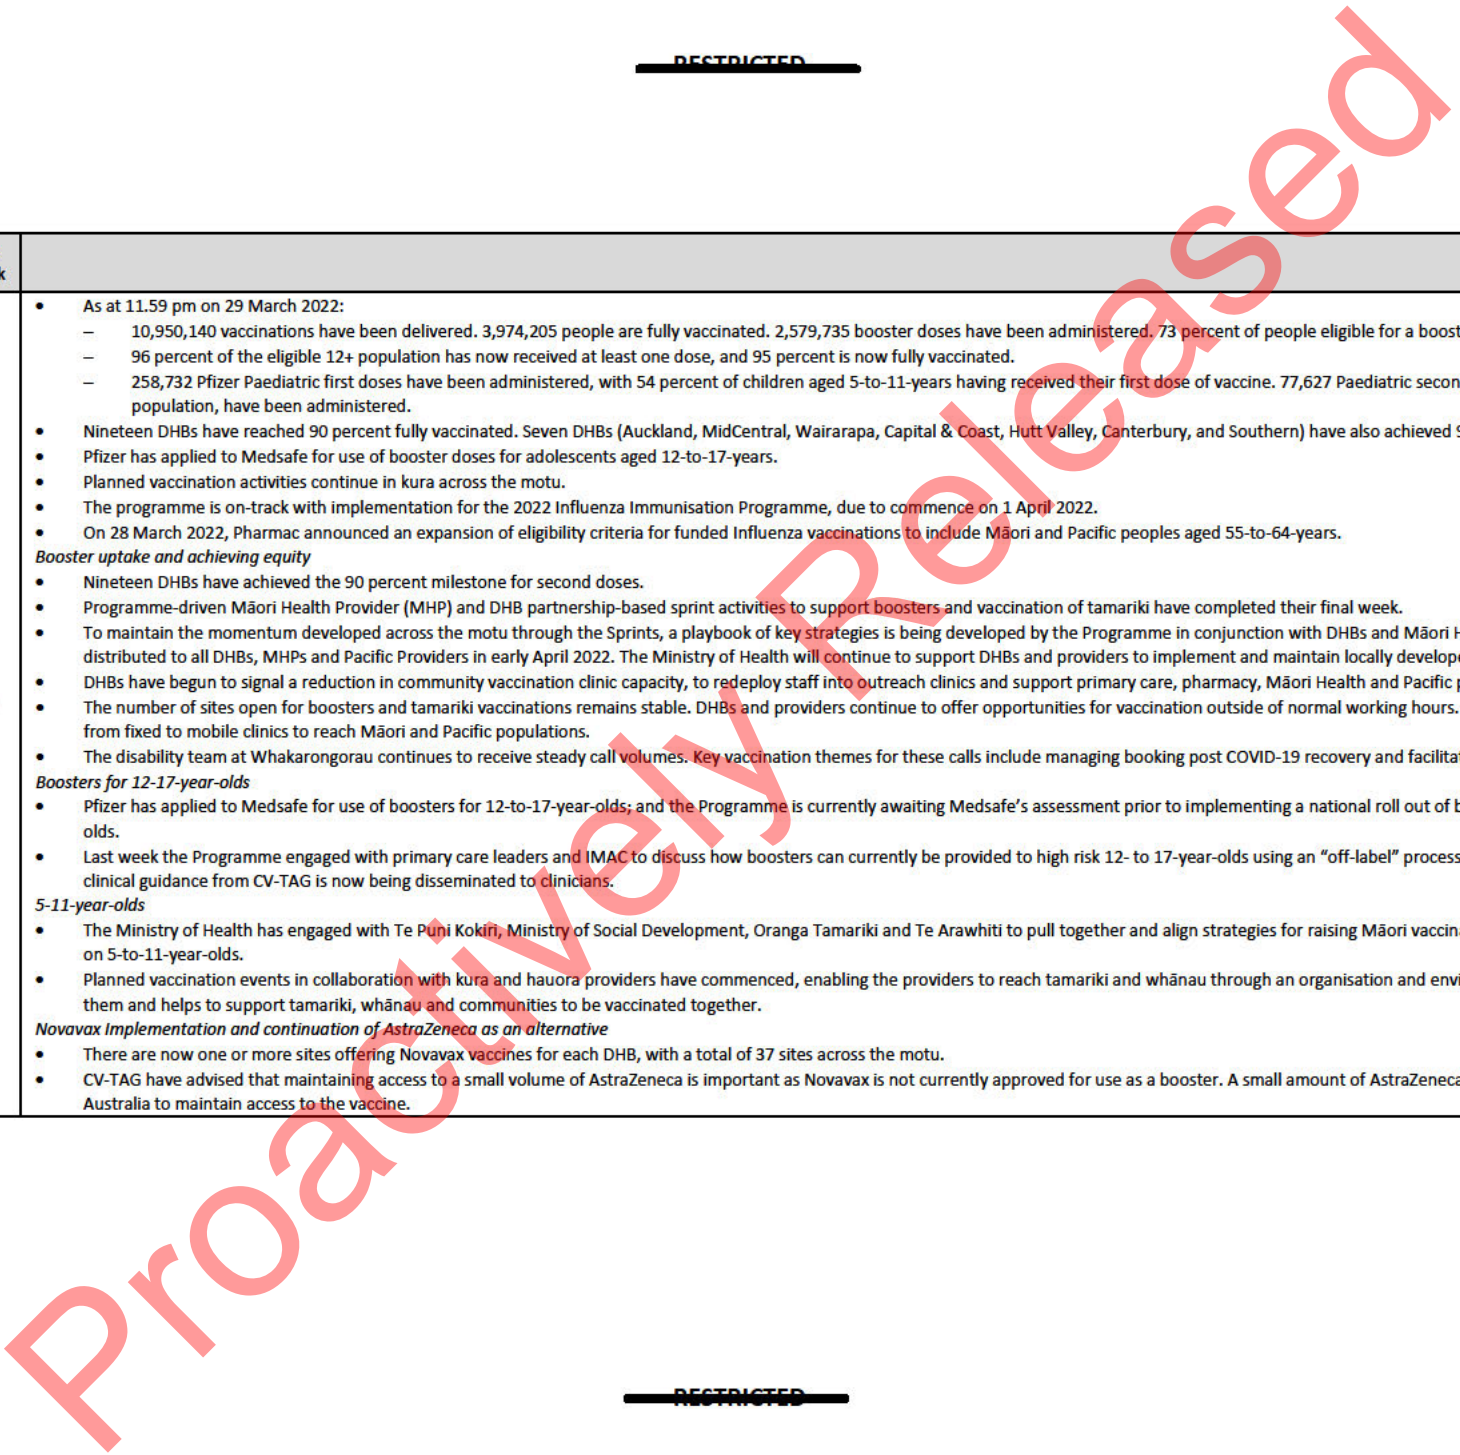 RESTRICTED
k
• As at 11.59 pm on 29 March 2022:
– 10,950,140 vaccinations have been delivered. 3,974,205 people are fully vaccinated. 2,579,735 booster doses have been administered. 73 percent of people eligible for a boost
– 96 percent of the eligible 12+ population has now received at least one dose, and 95 percent is now fully vaccinated.
– 258,732 Pfizer Paediatric first doses have been administered, with 54 percent of children aged 5-to-11-years having received their first dose of vaccine. 77,627 Paediatric secon
population, have been administered.
• Nineteen DHBs have reached 90 percent fully vaccinated. Seven DHBs (Auckland, MidCentral, Wairarapa, Capital & Coast, Hutt Valley, Canterbury, and Southern) have also achieved 9
• Pfizer has applied to Medsafe for use of booster doses for adolescents aged 12-to-17-years.
• Planned vaccination activities continue in kura across the motu.
• The programme is on-track with implementation for the 2022 Influenza Immunisation Programme, due to commence on 1 April 2022.
• On 28 March 2022, Pharmac announced an expansion of eligibility criteria for funded Influenza vaccinations to include Māori and Pacific peoples aged 55-to-64-years.
Booster uptake and achieving equity
• Nineteen DHBs have achieved the 90 percent milestone for second doses.
• Programme-driven Māori Health Provider (MHP) and DHB partnership-based sprint activities to support boosters and vaccination of tamariki have completed their final week.
• To maintain the momentum developed across the motu through the Sprints, a playbook of key strategies is being developed by the Programme in conjunction with DHBs and Māori H
distributed to all DHBs, MHPs and Pacific Providers in early April 2022. The Ministry of Health will continue to support DHBs and providers to implement and maintain locally develope
• DHBs have begun to signal a reduction in community vaccination clinic capacity, to redeploy staff into outreach clinics and support primary care, pharmacy, Māori Health and Pacific p
• The number of sites open for boosters and tamariki vaccinations remains stable. DHBs and providers continue to offer opportunities for vaccination outside of normal working hours.
from fixed to mobile clinics to reach Māori and Pacific populations.
• The disability team at Whakarongorau continues to receive steady call volumes. Key vaccination themes for these calls include managing booking post COVID-19 recovery and facilitat
Boosters for 12-17-year-olds
• Pfizer has applied to Medsafe for use of boosters for 12-to-17-year-olds; and the Programme is currently awaiting Medsafe's assessment prior to implementing a national roll out of b
olds.
• Last week the Programme engaged with primary care leaders and IMAC to discuss how boosters can currently be provided to high risk 12- to 17-year-olds using an “off-label” process
clinical guidance from CV-TAG is now being disseminated to clinicians.
5-11-year-olds
• The Ministry of Health has engaged with Te Puni Kokiri, Ministry of Social Development, Oranga Tamariki and Te Arawhiti to pull together and align strategies for raising Māori vaccina
on 5-to-11-year-olds.
• Planned vaccination events in collaboration with kura and hauora providers have commenced, enabling the providers to reach tamariki and whānau through an organisation and envi
them and helps to support tamariki, whānau and communities to be vaccinated together.
Novavax Implementation and continuation of AstraZeneca as an alternative
• There are now one or more sites offering Novavax vaccines for each DHB, with a total of 37 sites across the motu.
• CV-TAG have advised that maintaining access to a small volume of AstraZeneca is important as Novavax is not currently approved for use as a booster. A small amount of AstraZeneca
Australia to maintain access to the vaccine.
Proactively Released
RESTRICTED